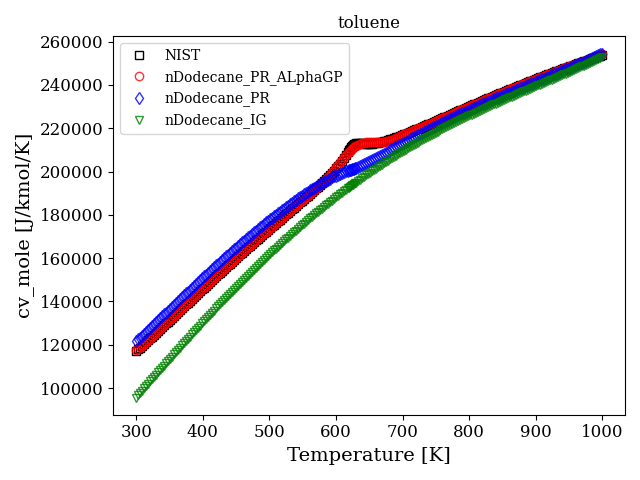 toluene
NIST
nDodecane_PR_ALphaGP
nDodecane_PR
nDodecane_IG
cv_mole [J/kmol/K]
260000
240000
220000
200000
180000
160000
140000
120000
100000
300 400 500 600 700 800 900 1000
Temperature [K]